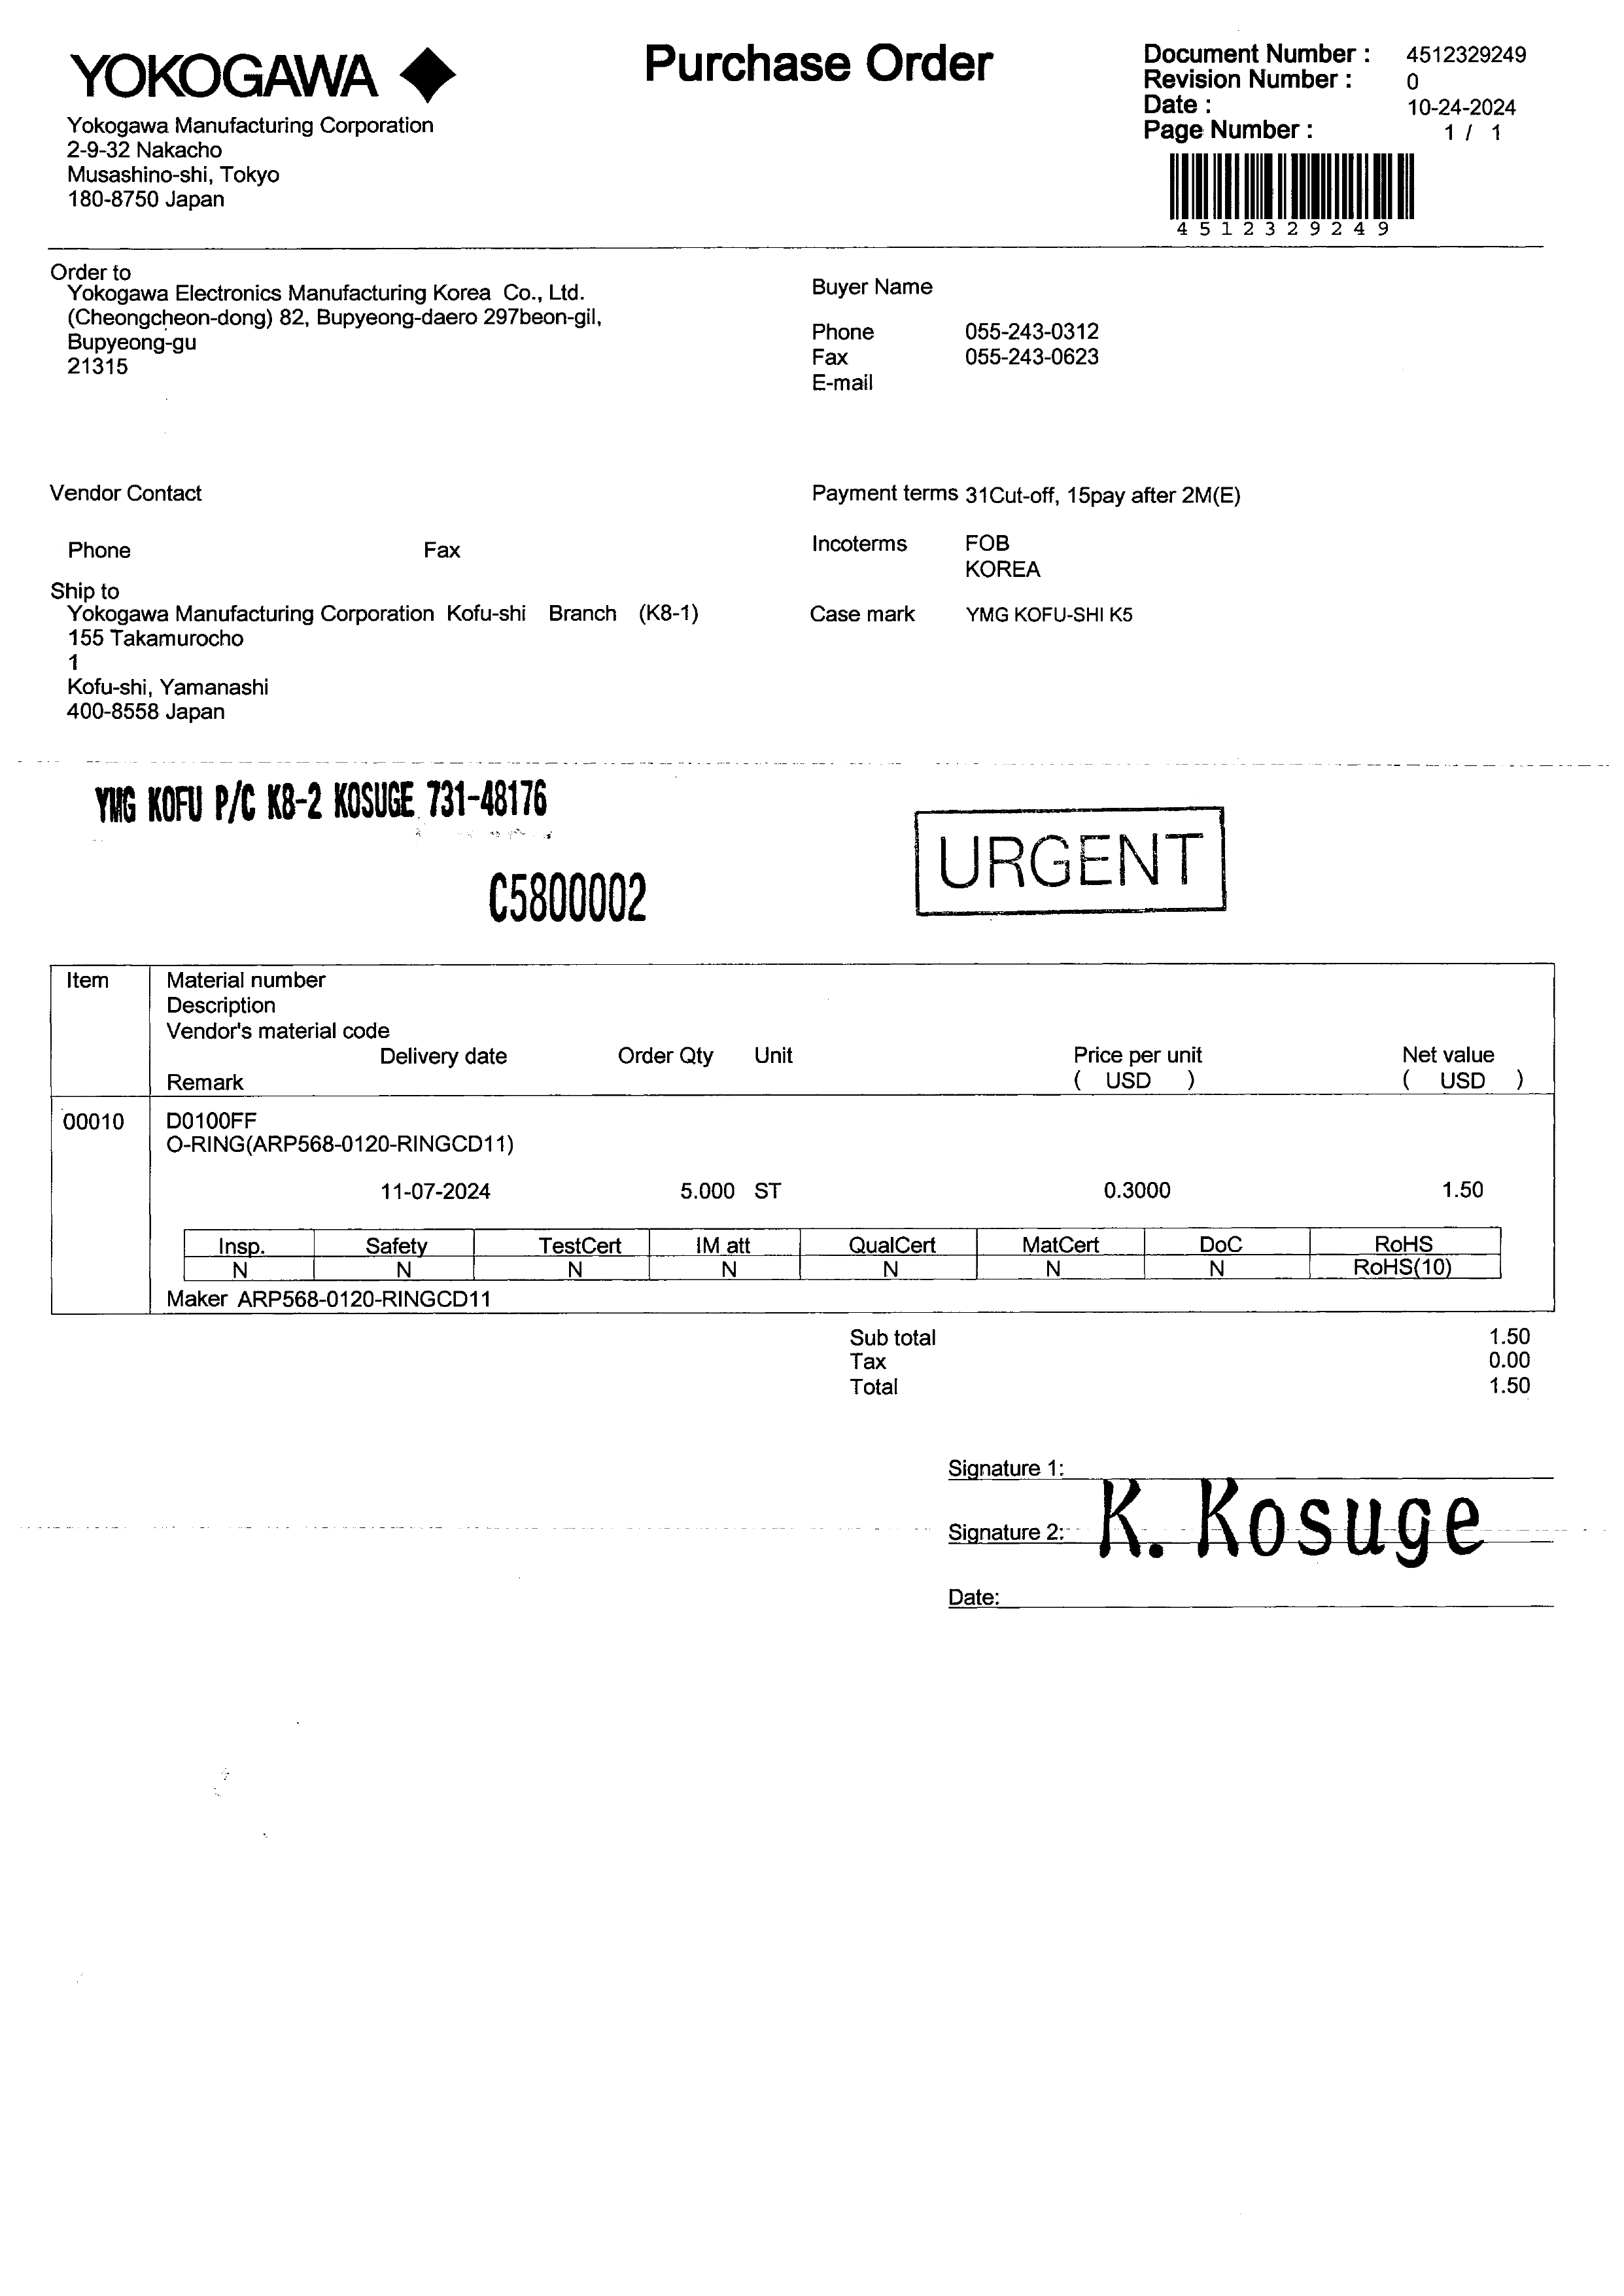 YOKOGAWA
Purchase Order
Document Number : 4512329249
Revision Number : 0
Date : 10-24-2024
Page Number : 1 / 1
4512329249
Yokogawa Manufacturing Corporation
2-9-32 Nakacho
Musashino-shi, Tokyo
180-8750 Japan
Order to
Yokogawa Electronics Manufacturing Korea Co., Ltd.
(Cheongcheon-dong) 82, Bupyeong-daero 297beon-gil,
Bupyeong-gu
21315
Buyer Name
Phone 055-243-0312
Fax 055-243-0623
E-mail
Vendor Contact
Phone Fax
Payment terms 31Cut-off, 15pay after 2M(E)
Incoterms FOB
KOREA
Ship to
Yokogawa Manufacturing Corporation Kofu-shi Branch (K8-1)
155 Takamurocho
1
Kofu-shi, Yamanashi
400-8558 Japan
Case mark YMG KOFU-SHI K5
YMG KOFU P/C K8-2 KOSUGE 731-48176
C5800002
URGENT
Item Material number
Description
Vendor's material code
Delivery date Order Qty Unit Price per unit Net value
Remark ( USD ) ( USD )
00010 D0100FF
O-RING(ARP568-0120-RINGCD11)
11-07-2024 5.000 ST 0.3000 1.50
Insp. Safety TestCert IM att QualCert MatCert DoC RoHS
N N N N N N N RoHS(10)
Maker ARP568-0120-RINGCD11
Sub total 1.50
Tax 0.00
Total 1.50
Signature 1:
Signature 2: K. Kosuge
Date: